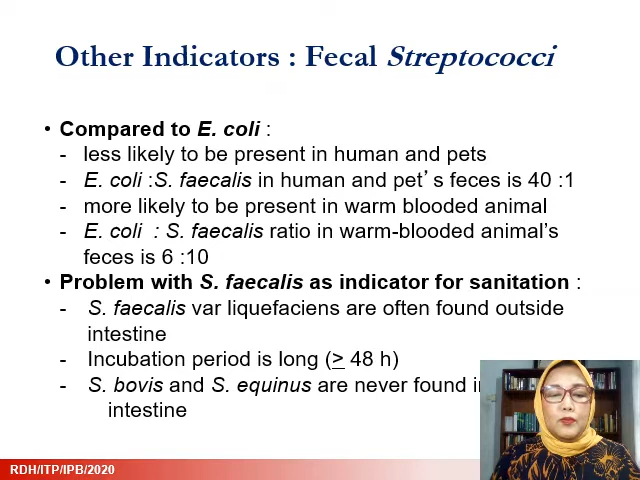 Other Indicators : Fecal Streptococci
• Compared to E. coli :
- less likely to be present in human and pets
- E. coli :S. faecalis in human and pet’s feces is 40 :1
- more likely to be present in warm blooded animal
- E. coli : S. faecalis ratio in warm-blooded animal’s
feces is 6 :10
• Problem with S. faecalis as indicator for sanitation :
- S. faecalis var liquefaciens are often found outside
intestine
- Incubation period is long (≥ 48 h)
- S. bovis and S. equinus are never found in
intestine
RDH/ITP/IPB/2020